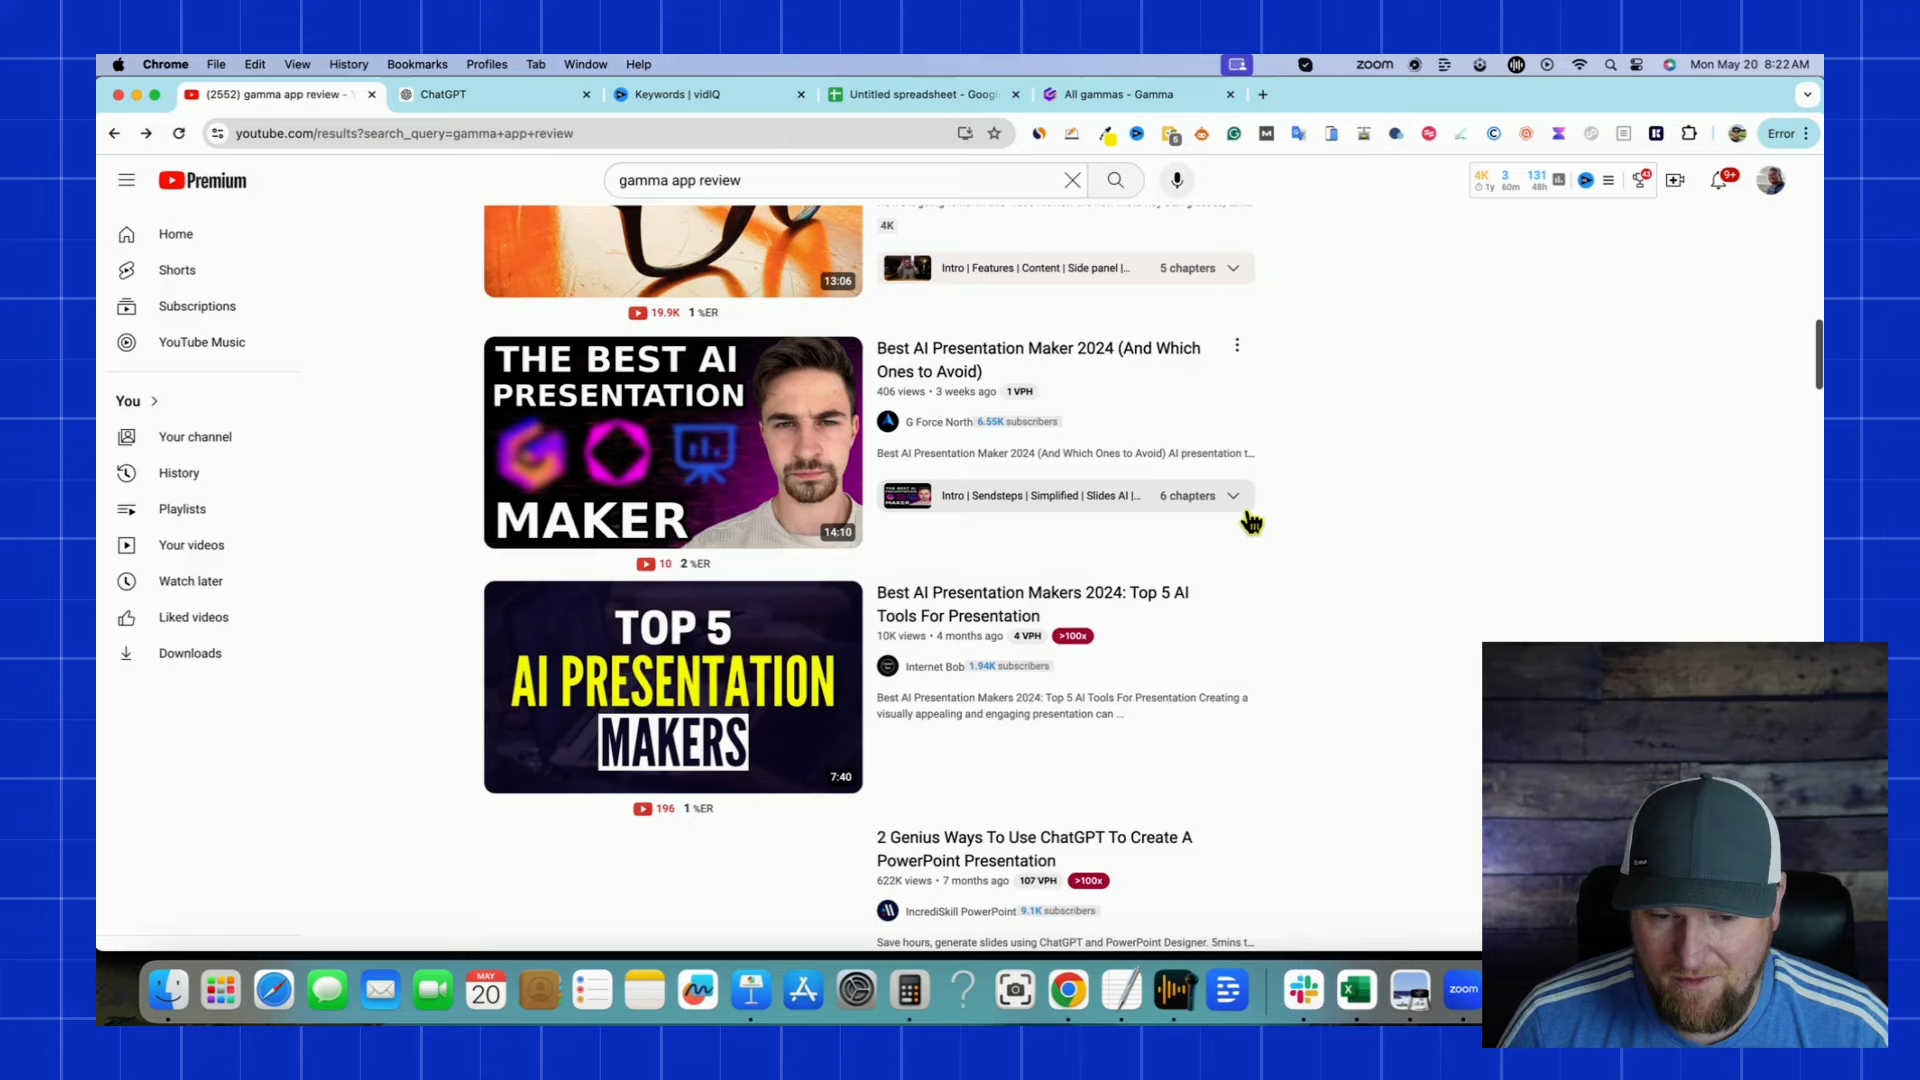 Chrome File Edit View History Bookmarks Profiles Tab Window Help
zoom
Mon May 20 8:22 AM
(2552) gamma app review -
ChatGPT
Keywords | vidIQ
Untitled spreadsheet - Googl
All gammas - Gamma
youtube.com/results?search_query=gamma+app+review
Error
Premium
gamma app review
4K 3 131
1y 60m 48h
43
9+
Home
Shorts
Subscriptions
YouTube Music
You
Your channel
History
Playlists
Your videos
Watch later
Liked videos
Downloads
13:06
19.9K 1 %ER
4K
Intro | Features | Content | Side panel |...
5 chapters
THE BEST AI
PRESENTATION
MAKER
14:10
10 2 %ER
Best AI Presentation Maker 2024 (And Which
Ones to Avoid)
406 views • 3 weeks ago 1 VPH
G Force North 6.55K subscribers
Best AI Presentation Maker 2024 (And Which Ones to Avoid) AI presentation t...
Intro | Sendsteps | Simplified | Slides AI |...
6 chapters
TOP 5
AI PRESENTATION
MAKERS
7:40
196 1 %ER
Best AI Presentation Makers 2024: Top 5 AI
Tools For Presentation
10K views • 4 months ago 4 VPH >100x
Internet Bob 1.94K subscribers
Best AI Presentation Makers 2024: Top 5 AI Tools For Presentation Creating a
visually appealing and engaging presentation can ...
2 Genius Ways To Use ChatGPT To Create A
PowerPoint Presentation
622K views • 7 months ago 107 VPH >100x
IncrediSkill PowerPoint 9.1K subscribers
Save hours, generate slides using ChatGPT and PowerPoint Designer. 5mins t...
MAY
20
zoom